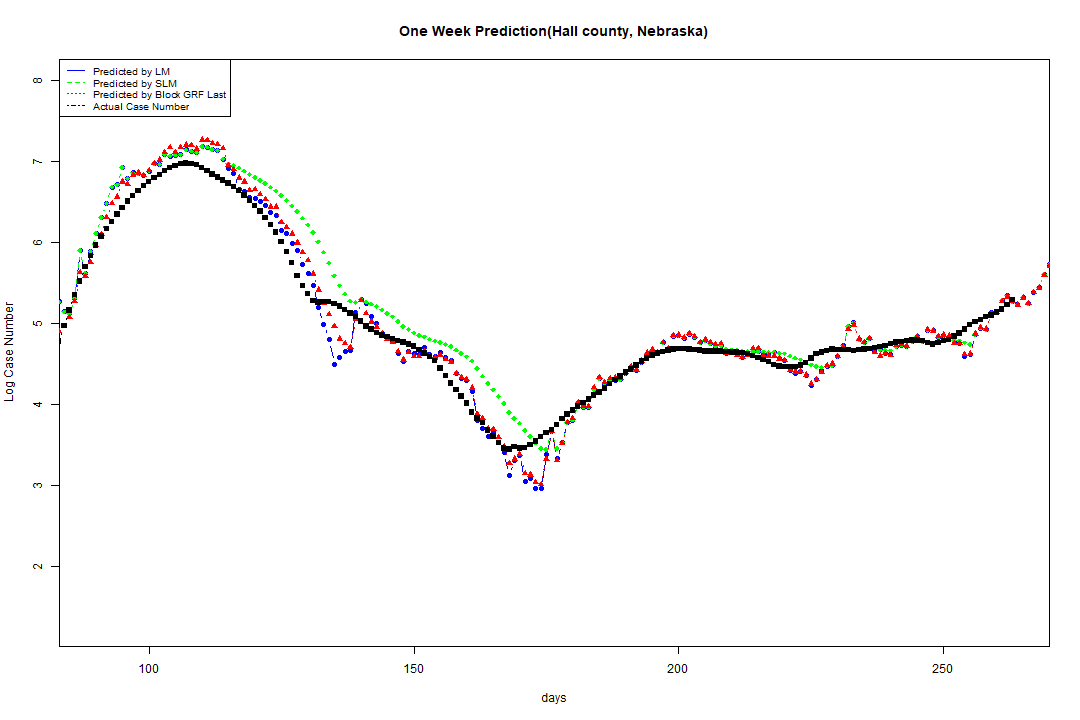 One Week Prediction(Hall county, Nebraska)
Predicted by LM
Predicted by SLM
Predicted by Block GRF Last
Actual Case Number
8
7
6
5
4
3
2
Log Case Number
100 150 200 250
days